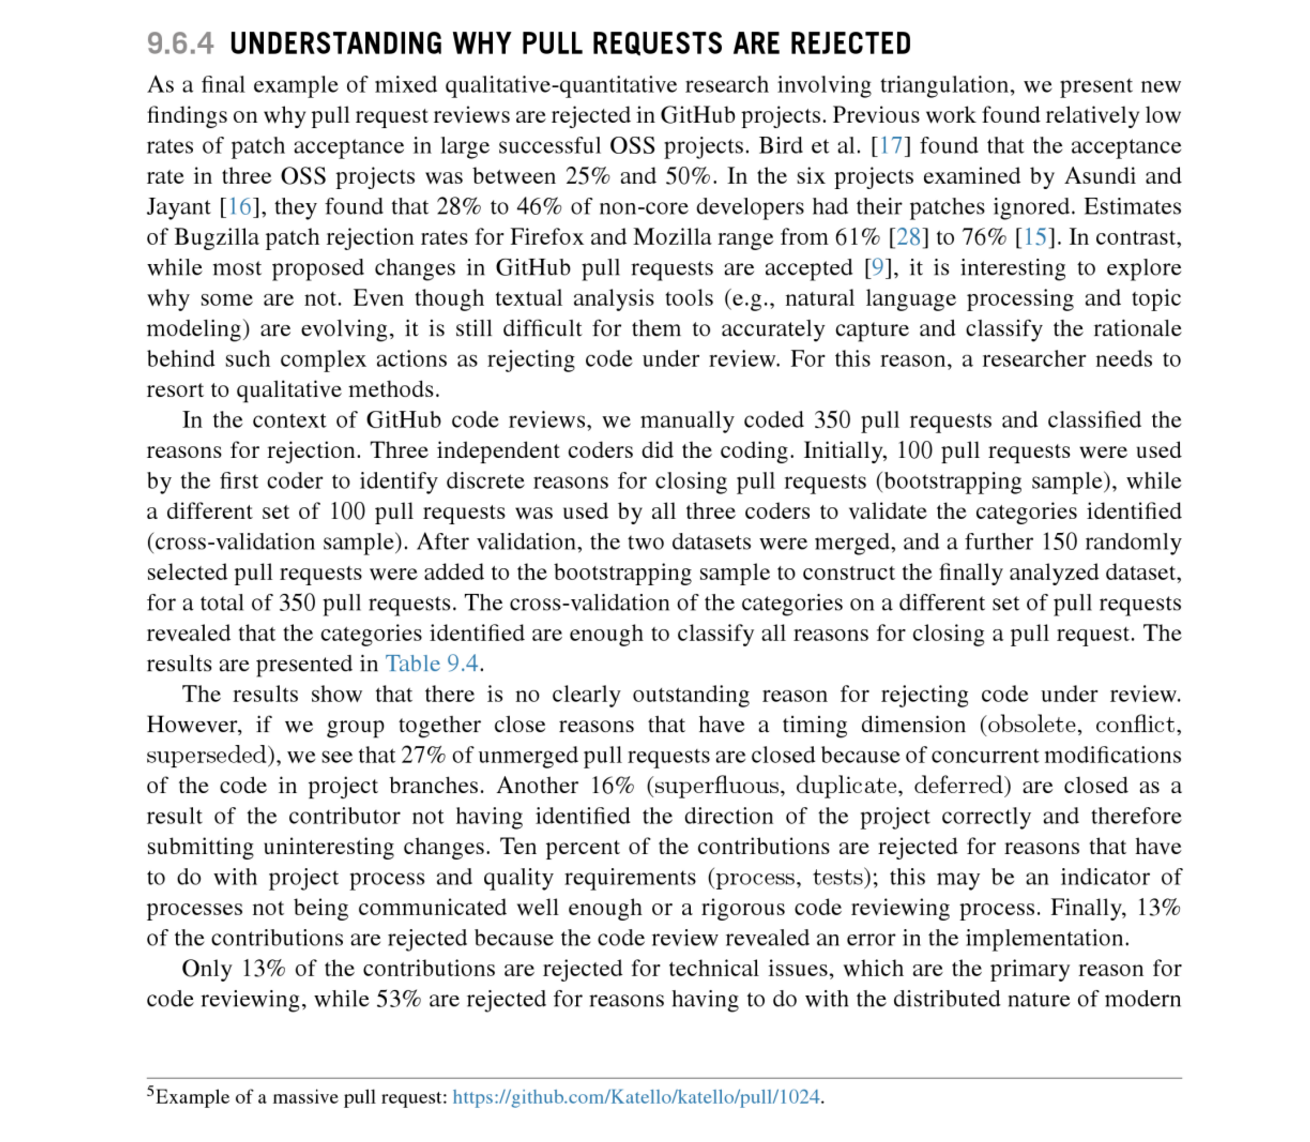 9.6.4 UNDERSTANDING WHY PULL REQUESTS ARE REJECTED
As a final example of mixed qualitative-quantitative research involving triangulation, we present new
findings on why pull request reviews are rejected in GitHub projects. Previous work found relatively low
rates of patch acceptance in large successful OSS projects. Bird et al. [17] found that the acceptance
rate in three OSS projects was between 25% and 50%. In the six projects examined by Asundi and
Jayant [16], they found that 28% to 46% of non-core developers had their patches ignored. Estimates
of Bugzilla patch rejection rates for Firefox and Mozilla range from 61% [28] to 76% [15]. In contrast,
while most proposed changes in GitHub pull requests are accepted [9], it is interesting to explore
why some are not. Even though textual analysis tools (e.g., natural language processing and topic
modeling) are evolving, it is still difficult for them to accurately capture and classify the rationale
behind such complex actions as rejecting code under review. For this reason, a researcher needs to
resort to qualitative methods.
In the context of GitHub code reviews, we manually coded 350 pull requests and classified the
reasons for rejection. Three independent coders did the coding. Initially, 100 pull requests were used
by the first coder to identify discrete reasons for closing pull requests (bootstrapping sample), while
a different set of 100 pull requests was used by all three coders to validate the categories identified
(cross-validation sample). After validation, the two datasets were merged, and a further 150 randomly
selected pull requests were added to the bootstrapping sample to construct the finally analyzed dataset,
for a total of 350 pull requests. The cross-validation of the categories on a different set of pull requests
revealed that the categories identified are enough to classify all reasons for closing a pull request. The
results are presented in Table 9.4.
The results show that there is no clearly outstanding reason for rejecting code under review.
However, if we group together close reasons that have a timing dimension (obsolete, conflict,
superseded), we see that 27% of unmerged pull requests are closed because of concurrent modifications
of the code in project branches. Another 16% (superfluous, duplicate, deferred) are closed as a
result of the contributor not having identified the direction of the project correctly and therefore
submitting uninteresting changes. Ten percent of the contributions are rejected for reasons that have
to do with project process and quality requirements (process, tests); this may be an indicator of
processes not being communicated well enough or a rigorous code reviewing process. Finally, 13%
of the contributions are rejected because the code review revealed an error in the implementation.
Only 13% of the contributions are rejected for technical issues, which are the primary reason for
code reviewing, while 53% are rejected for reasons having to do with the distributed nature of modern
5Example of a massive pull request: https://github.com/Katello/katello/pull/1024.